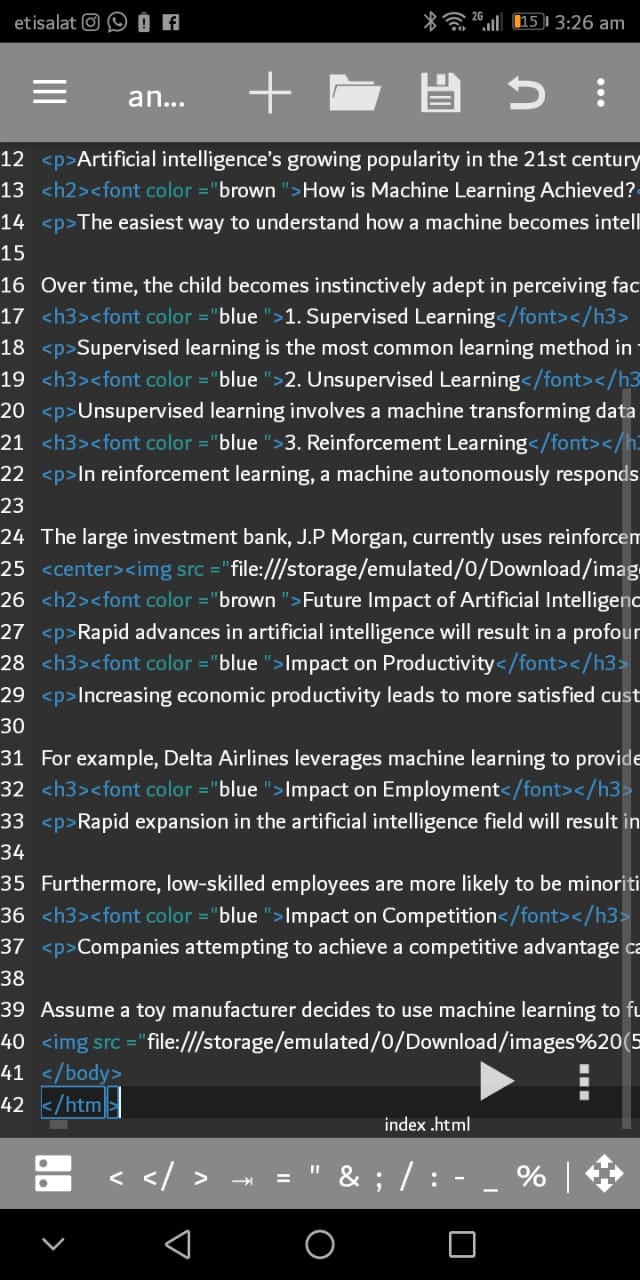 etisalat 2G 15 3:26 am
an...
12 <p>Artificial intelligence's growing popularity in the 21st century
13 <h2><font color ="brown ">How is Machine Learning Achieved?<
14 <p>The easiest way to understand how a machine becomes intell
15
16 Over time, the child becomes instinctively adept in perceiving fac
17 <h3><font color ="blue ">1. Supervised Learning</font></h3>
18 <p>Supervised learning is the most common learning method in
19 <h3><font color ="blue ">2. Unsupervised Learning</font></h3
20 <p>Unsupervised learning involves a machine transforming data
21 <h3><font color ="blue ">3. Reinforcement Learning</font></h3
22 <p>In reinforcement learning, a machine autonomously responds
23
24 The large investment bank, J.P Morgan, currently uses reinforcem
25 <center><img src ="file:///storage/emulated/0/Download/imag
26 <h2><font color ="brown ">Future Impact of Artificial Intelligenc
27 <p>Rapid advances in artificial intelligence will result in a profour
28 <h3><font color ="blue ">Impact on Productivity</font></h3>
29 <p>Increasing economic productivity leads to more satisfied cust
30
31 For example, Delta Airlines leverages machine learning to provide
32 <h3><font color ="blue ">Impact on Employment</font></h3>
33 <p>Rapid expansion in the artificial intelligence field will result in
34
35 Furthermore, low-skilled employees are more likely to be minoriti
36 <h3><font color ="blue ">Impact on Competition</font></h3>
37 <p>Companies attempting to achieve a competitive advantage ca
38
39 Assume a toy manufacturer decides to use machine learning to fu
40 <img src ="file:///storage/emulated/0/Download/images%20(5
41 </body>
42 </htm>
index .html
< </ > ⇥ = " & ; / : - _ % |